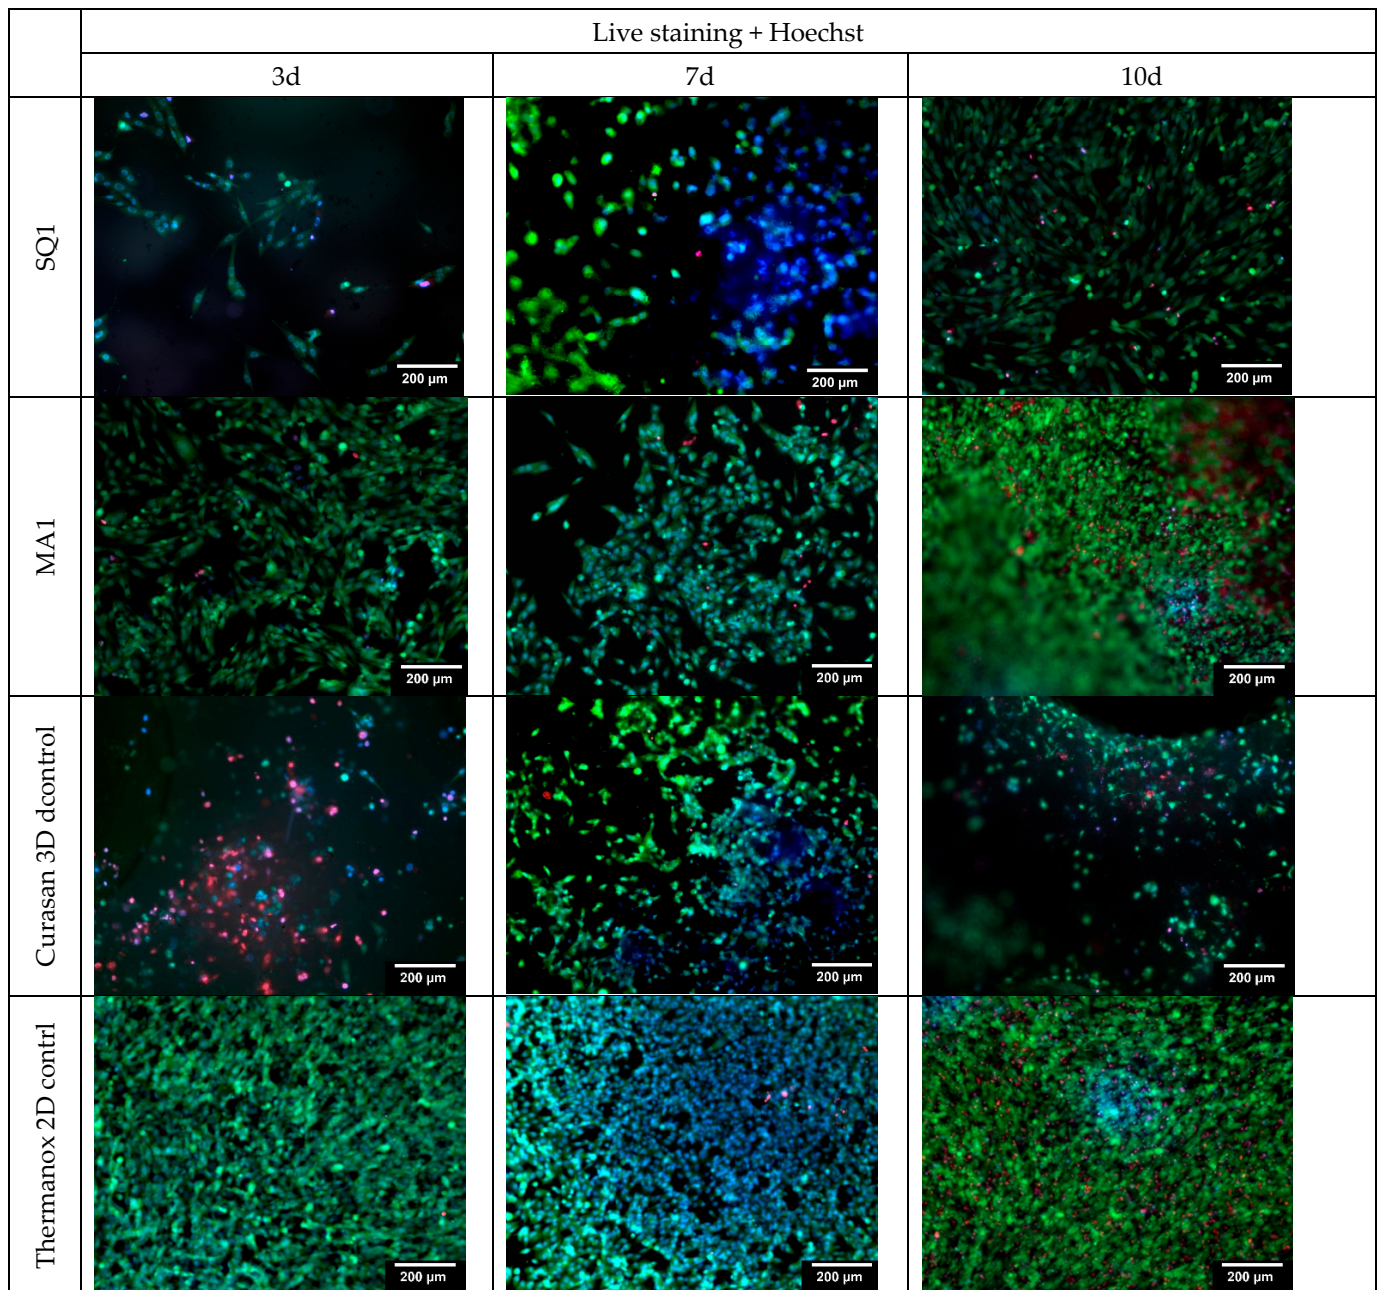 Live staining + Hoechst
3d 7d 10d
SQ1
200 µm 200 µm 200 µm
MA1
200 µm 200 µm 200 µm
Curasan 3D dcontrol
200 µm 200 µm 200 µm
Thermanox 2D contrl
200 µm 200 µm 200 µm